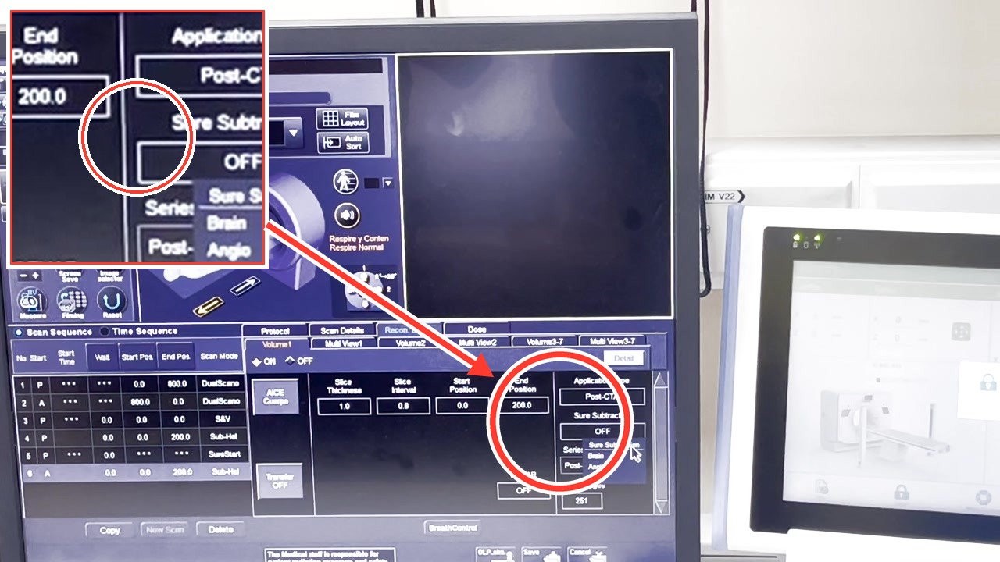 End
Position
200.0
Application
Post-CT
Sure Subtr
OFF
Sure S
Series
Brain
Post-
Angio
Film
Layout
Auto
Sort
Respire y Conten
Respire Normal
IM V22
Screen
Save
Image
selector
HU
Measure
Filming
Reset
Scan Sequence
Time Sequence
No. Start
Start
Time
Wait
Start Pos.
End Pos.
Scan Mode
1 P *** *** 0.0 800.0 DualScano
2 A *** 800.0 0.0 DualScano
3 P *** 0.0 0.0 0.0 S&V
4 P 0.0 0.0 200.0 Sub-Hel
5 P *** 0.0 *** *** SureStart
6 A 0.0 0.0 200.0 Sub-Hel
Protocol
Scan Details
Recon.
Dose
Volume1
Multi View1
Volume2
Multi View2
Volume3-7
Multi View3-7
ON
OFF
Detail
AICE
Cuerpo
Slice
Thickness
1.0
Slice
Interval
0.8
Start
Position
0.0
End
Position
200.0
Post-CTA
Sure Subtract
OFF
Series
Brain
Post-
Transfer
OFF
OFF
251
Copy
New Scan
Delete
BreathControl
The Medical staff is responsible for
Save
Cancel